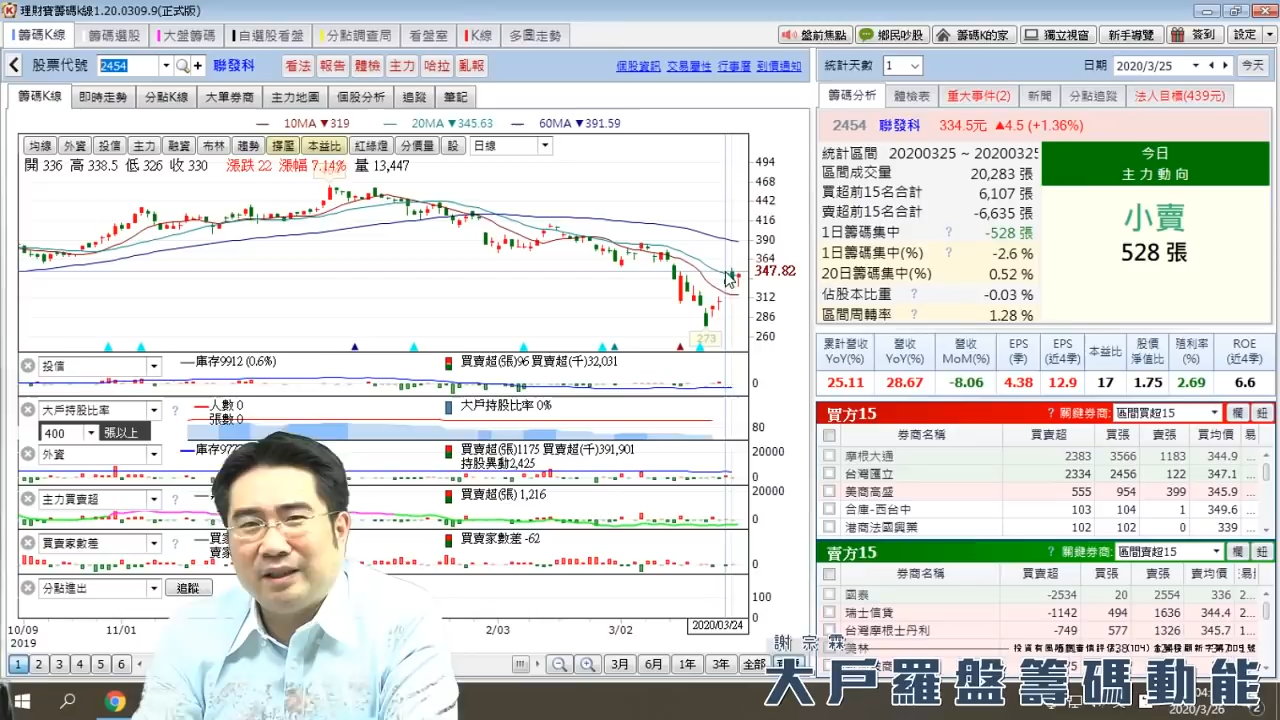 理財寶籌碼k線1.20.0309.9(正式版)
籌碼K線 籌碼選股 大盤籌碼 自選股看盤 分點調查局 看盤室 K線 多圖走勢
盤前焦點 鄉民吵股 籌碼K的家 獨立視窗 新手導覽 簽到 設定
股票代號 2454 聯發科 看法 報告 體檢 主力 哈拉 亂報
個股資訊 交易屬性 行事曆 到價通知
統計天數 1 日期 2020/3/25 今天
籌碼K線 即時走勢 分點K線 大單券商 主力地圖 個股分析 追蹤 筆記
籌碼分析 體檢表 重大事件(2) 新聞 分點追蹤 法人目標(439元)
10MA▼319 20MA▼345.63 60MA▼391.59
2454 聯發科 334.5元 ▲4.5 (+1.36%)
均線 外資 投信 主力 融資 布林 趨勢 撐壓 本益比 紅綠燈 分價量 股 日線
開 336 高 338.5 低 326 收 330 漲跌 22 漲幅 7.14% 量 13,447
494
468
442
416
390
364
347.82
312
286
260
273
統計區間 20200325 ~ 20200325
區間成交量 20,283 張
買超前15名合計 6,107 張
賣超前15名合計 -6,635 張
1日籌碼集中 ? -528 張
1日籌碼集中(%) ? -2.6 %
20日籌碼集中(%) 0.52 %
佔股本比重 ? -0.03 %
區間周轉率 ? 1.28 %
今日
主力動向
小賣
528 張
累計營收YoY(%) 營收YoY(%) 營收MoM(%) EPS(季) EPS(近4季) 本益比 股價淨值比 殖利率(%) ROE(近4季)
25.11 28.67 -8.06 4.38 12.9 17 1.75 2.69 6.6
投信 庫存9912 (0.6%) 買賣超(張)96 買賣超(千)32,031
0
大戶持股比率 ? 人數 0 大戶持股比率 0%
張數 0
400 張以上
80
外資 買賣超(張)1175 買賣超(千)391,901
持股異動2,425
20000
0
主力買賣超 ? 買賣超(張) 1,216
20000
0
買賣家數差 ? 買賣家數差 -62
0
分點進出 追蹤
100
0
10/09 11/01 2/03 3/02 2020/03/24
2019
1 2 3 4 5 6 3月 6月 1年 3年 全部
買方15 ? 關鍵券商: 區間買超15
券商名稱 買賣超 買張 賣張 買均價
摩根大通 2383 3566 1183 344.9 ...
台灣匯立 2334 2456 122 347.1 ...
美商高盛 555 954 399 345.9 ...
合庫-西台中 103 104 1 349.6 ...
港商法國興業 102 102 0 339 ...
賣方15 ? 關鍵券商: 區間賣超15
券商名稱 買賣超 買張 賣張 賣均價
國泰 -2534 20 2554 336 2...
瑞士信貸 -1142 494 1636 344.4 2...
台灣摩根士丹利 -749 577 1326 345.7 1...
謝宗霖
大戶羅盤籌碼動能
2020/3/26